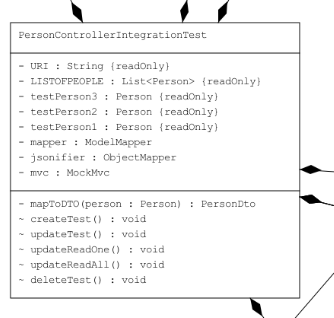 PersonControllerIntegrationTest
- URI : String {readOnly}
- LISTOFPEOPLE : List<Person> {readOnly}
- testPerson3 : Person {readOnly}
- testPerson2 : Person {readOnly}
- testPerson1 : Person {readOnly}
- mapper : ModelMapper
- jsonifier : ObjectMapper
- mvc : MockMvc
- mapToDTO(person : Person) : PersonDto
~ createTest() : void
~ updateTest() : void
~ updateReadOne() : void
~ updateReadAll() : void
~ deleteTest() : void